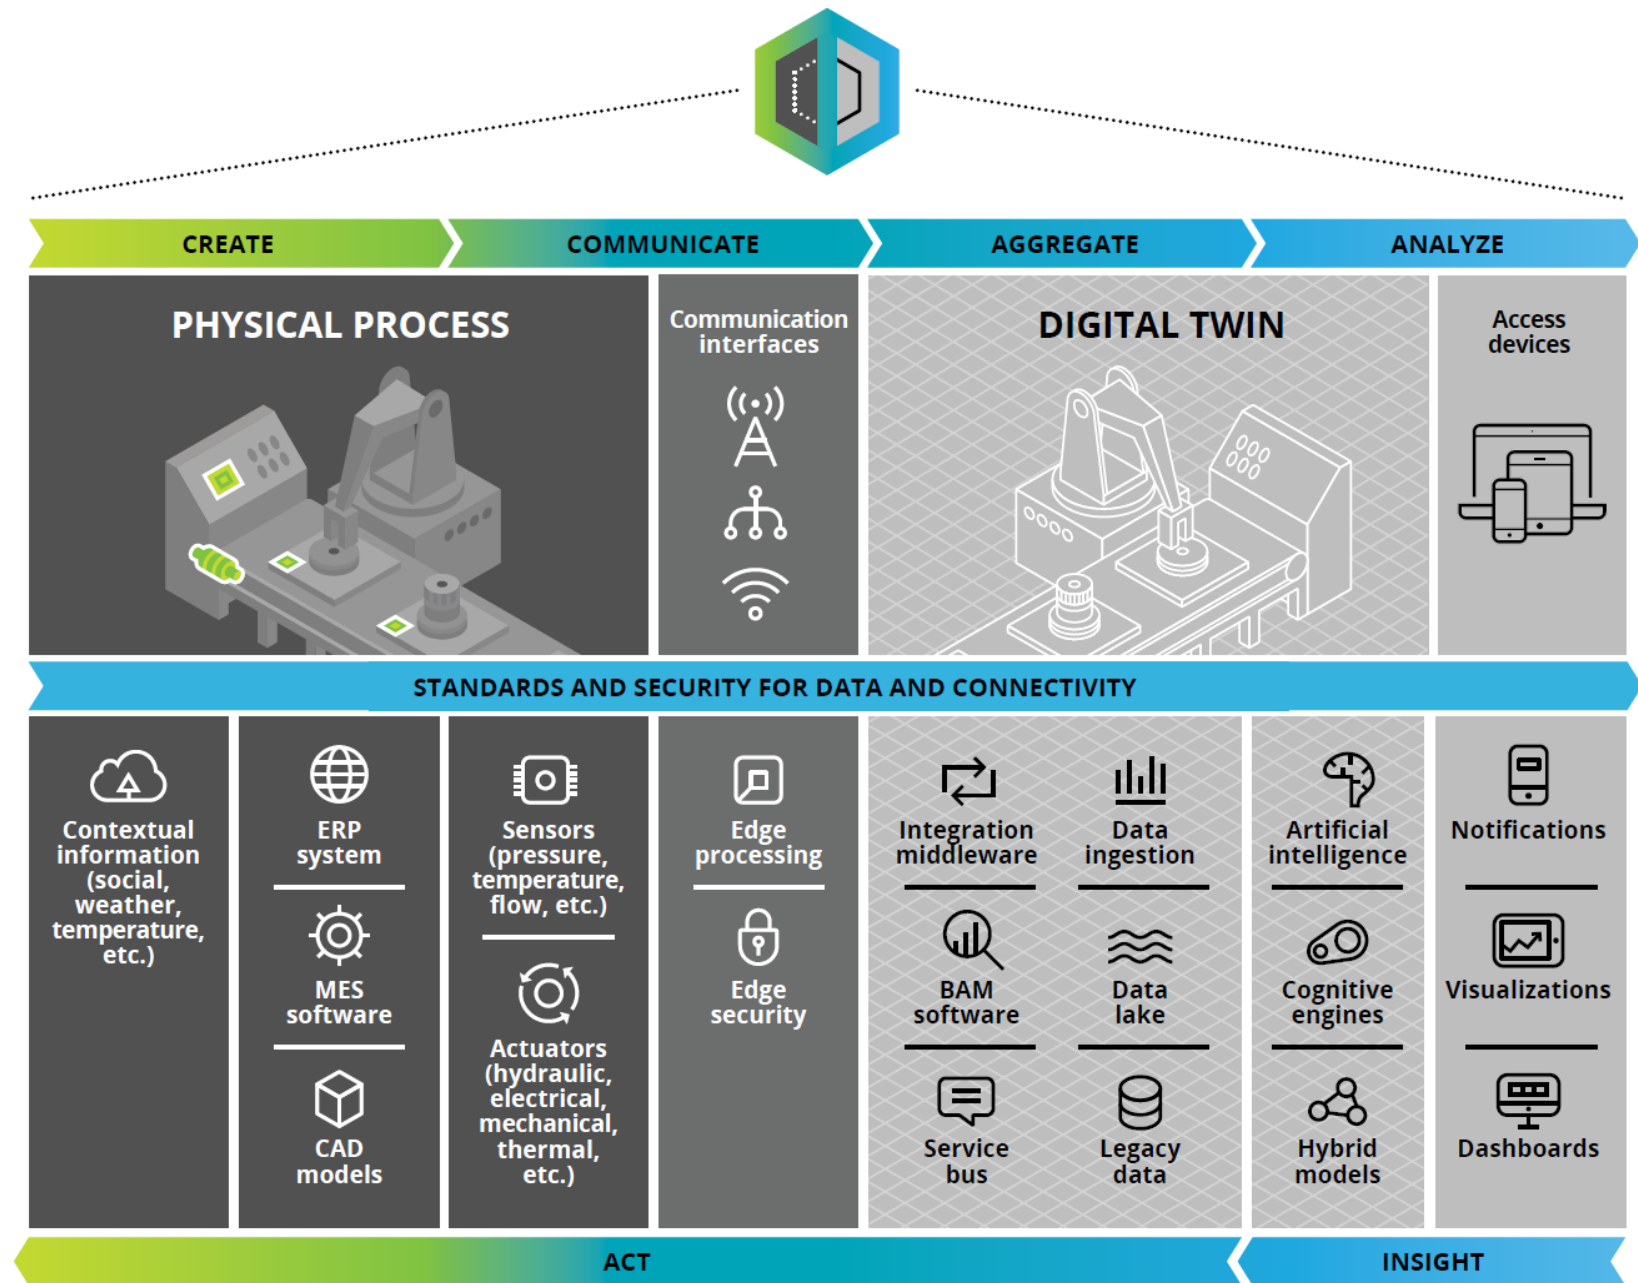 CREATE
COMMUNICATE
AGGREGATE
ANALYZE
PHYSICAL PROCESS
Communication
interfaces
DIGITAL TWIN
Access
devices
STANDARDS AND SECURITY FOR DATA AND CONNECTIVITY
Contextual
information
(social,
weather,
temperature,
etc.)
ERP
system
MES
software
CAD
models
Sensors
(pressure,
temperature,
flow, etc.)
Actuators
(hydraulic,
electrical,
mechanical,
thermal,
etc.)
Edge
processing
Edge
security
Integration
middleware
BAM
software
Service
bus
Data
ingestion
Data
lake
Legacy
data
Artificial
intelligence
Cognitive
engines
Hybrid
models
Notifications
Visualizations
Dashboards
ACT
INSIGHT